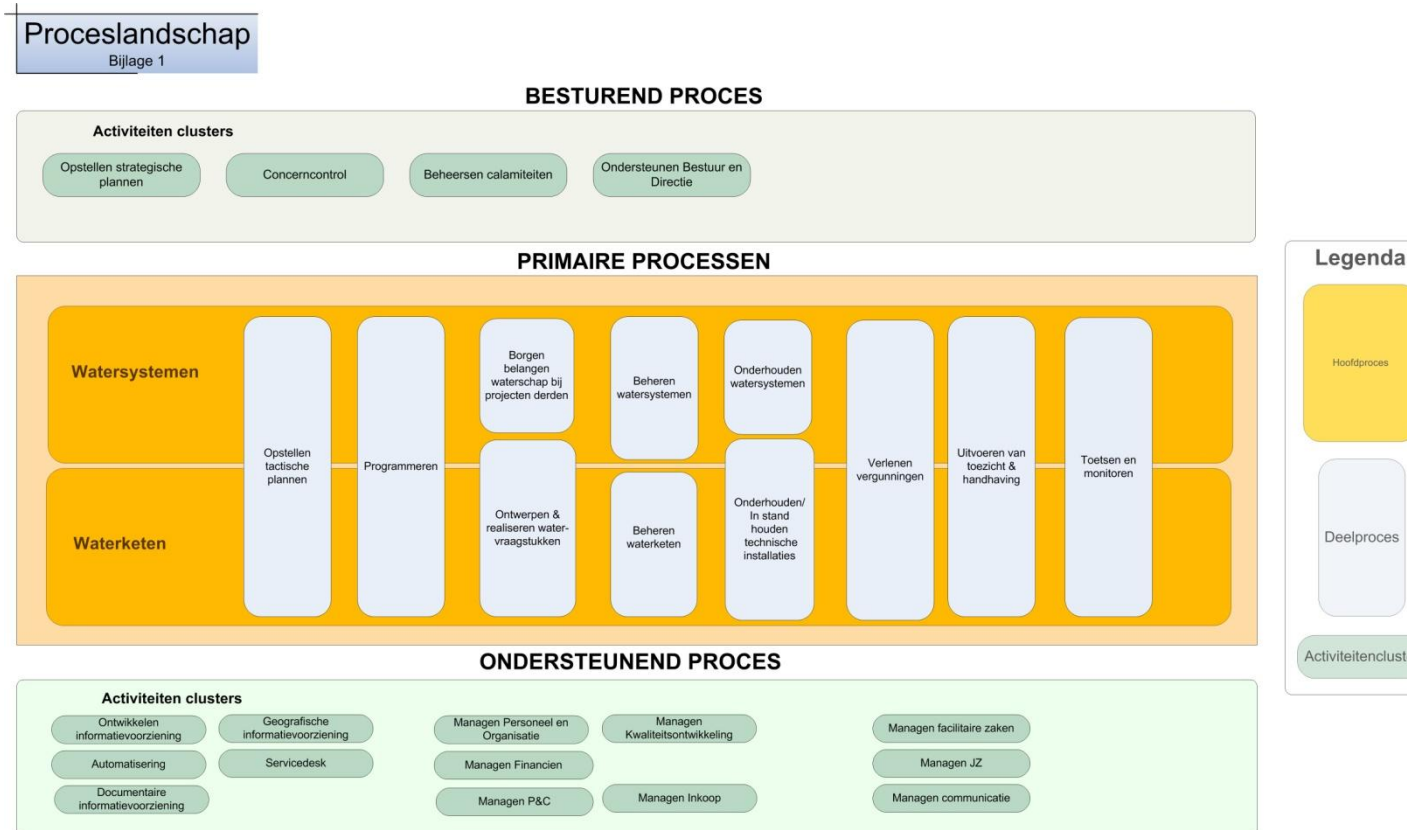 Proceslandschap
Bijlage 1
BESTUREND PROCES
Activiteiten clusters
Opstellen strategische
plannen
Concerncontrol
Beheersen calamiteiten
Ondersteunen Bestuur en
Directie
PRIMAIRE PROCESSEN
Watersystemen
Waterketen
Opstellen
tactische
plannen
Programmeren
Borgen
belangen
waterschap bij
projecten derden
Ontwerpen &
realiseren water-
vraagstukken
Beheren
watersystemen
Beheren
waterketen
Onderhouden
watersystemen
Onderhouden/
In stand
houden
technische
installaties
Verlenen
vergunningen
Uitvoeren van
toezicht &
handhaving
Toetsen en
monitoren
Legenda
Hoofdproces
Deelproces
Activiteitenclust
ONDERSTEUNEND PROCES
Activiteiten clusters
Ontwikkelen
informatievoorziening
Geografische
informatievoorziening
Automatisering
Servicedesk
Documentaire
informatievoorziening
Managen Personeel en
Organisatie
Managen
Kwaliteitsontwikkeling
Managen Financien
Managen P&C
Managen Inkoop
Managen facilitaire zaken
Managen JZ
Managen communicatie